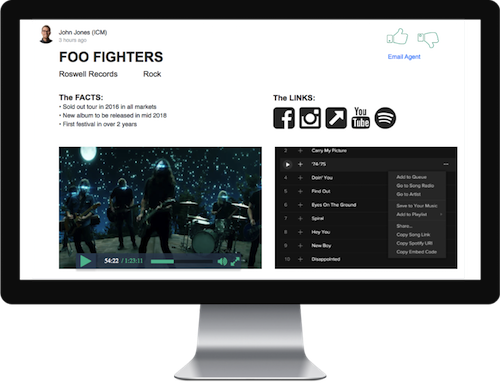 John Jones (ICM)
3 hours ago
Email Agent
FOO FIGHTERS
Roswell Records Rock
The FACTS:
• Sold out tour in 2016 in all markets
• New album to be released in mid 2018
• First festival in over 2 years
The LINKS:
You
Tube
54:22 / 1:23:11
3 Carry My Picture
'74-'75
4 Doin' You
5 Find Out
6 Eyes On The Ground
7 Spiral
8 Hey You
9 New Boy
10 Disappointed
Add to Queue
Go to Song Radio
Go to Artist
Save to Your Music
Add to Playlist
Share...
Copy Song Link
Copy Spotify URI
Copy Embed Code